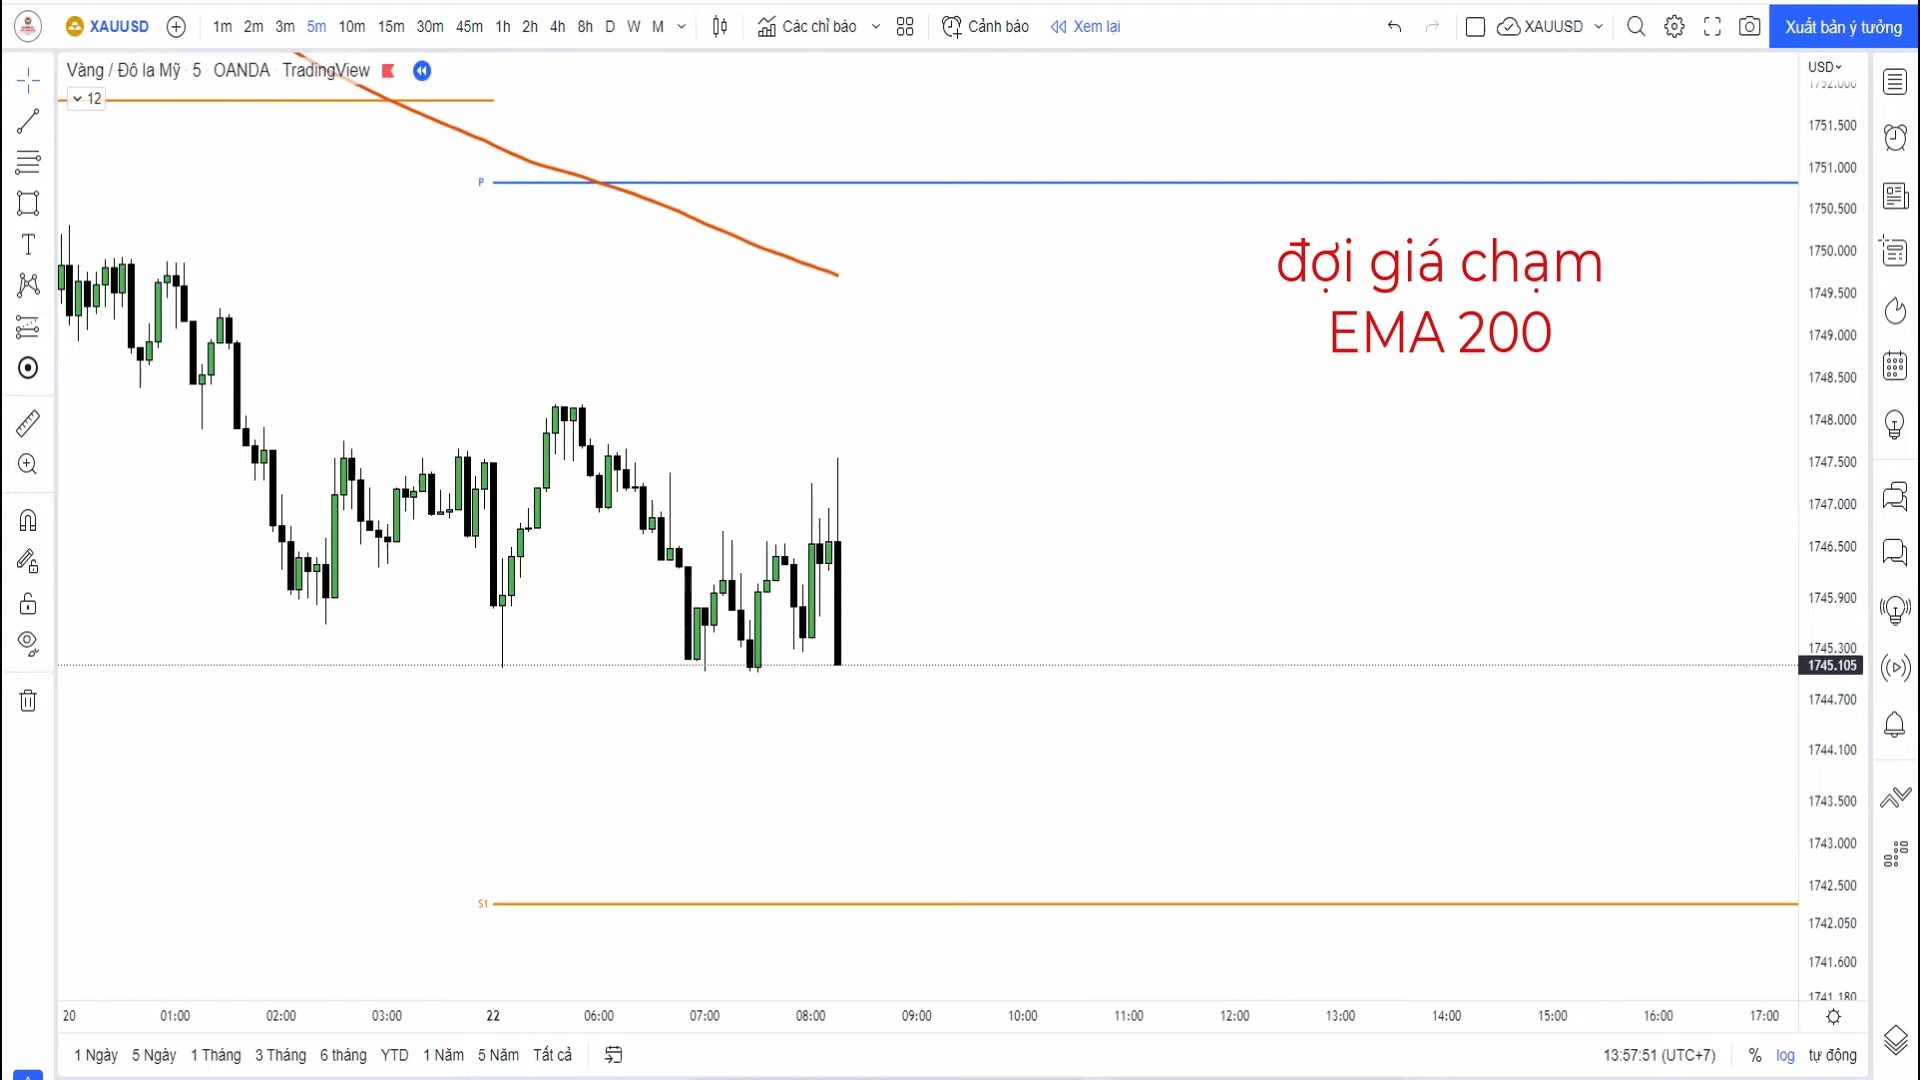 XAUUSD
1m 2m 3m 5m 10m 15m 30m 45m 1h 2h 4h 8h D W M
Các chỉ báo
Cảnh báo
Xem lại
XAUUSD
Xuất bản ý tưởng
Vàng / Đô la Mỹ · 5 · OANDA · TradingView
12
USD
1752.000
1751.500
1751.000
1750.500
1750.000
1749.500
1749.000
1748.500
1748.000
1747.500
1747.000
1746.500
1745.900
1745.300
1745.105
1744.700
1744.100
1743.500
1743.000
1742.500
1742.050
1741.600
1741.180
P
đợi giá chạm
EMA 200
S1
20 01:00 02:00 03:00 22 06:00 07:00 08:00 09:00 10:00 11:00 12:00 13:00 14:00 15:00 16:00 17:00
1 Ngày 5 Ngày 1 Tháng 3 Tháng 6 tháng YTD 1 Năm 5 Năm Tất cả
13:57:51 (UTC+7) % log tự động